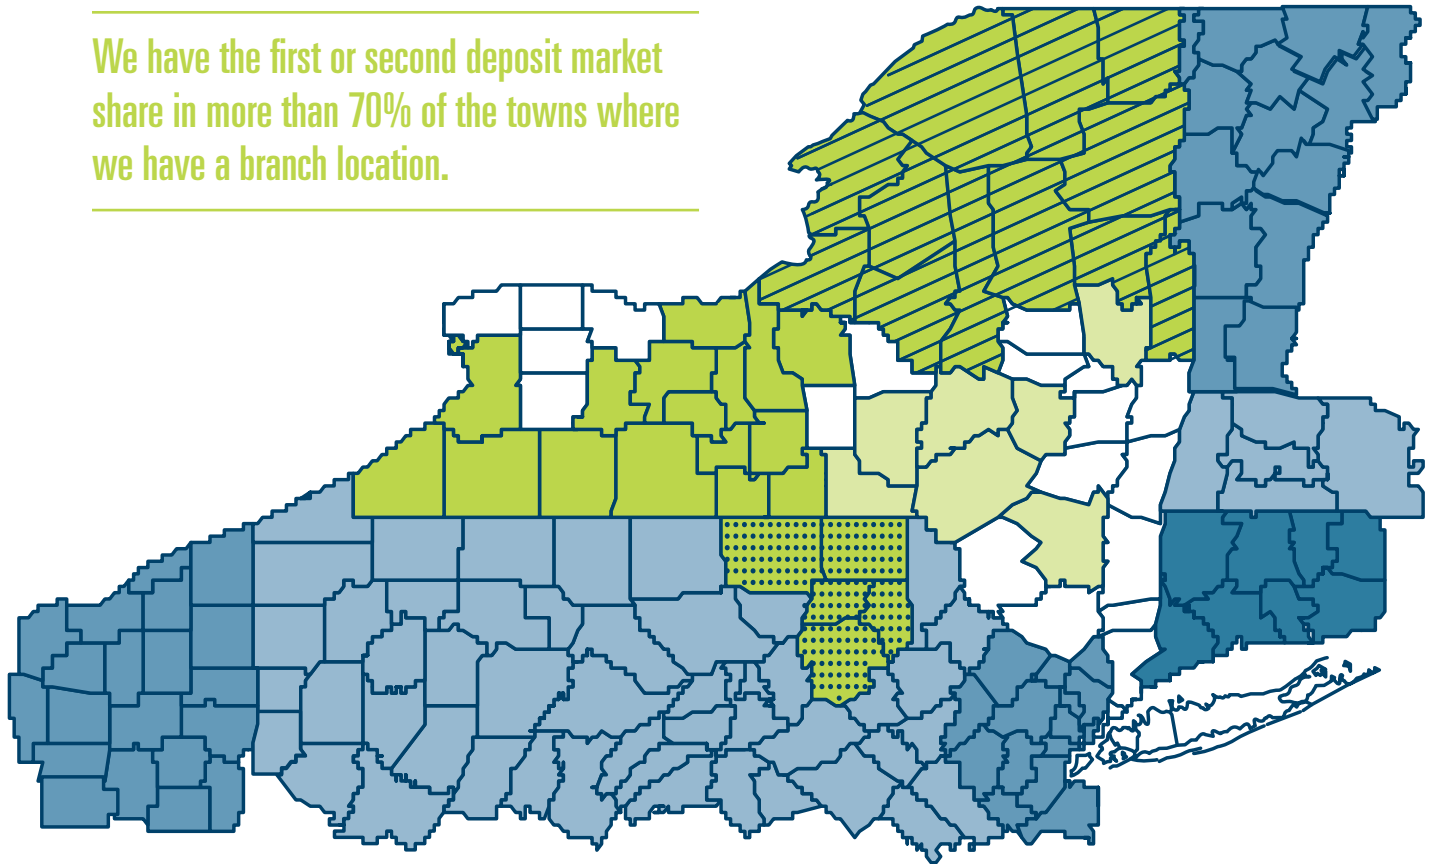 We have the first or second deposit market
share in more than 70% of the towns where
we have a branch location.